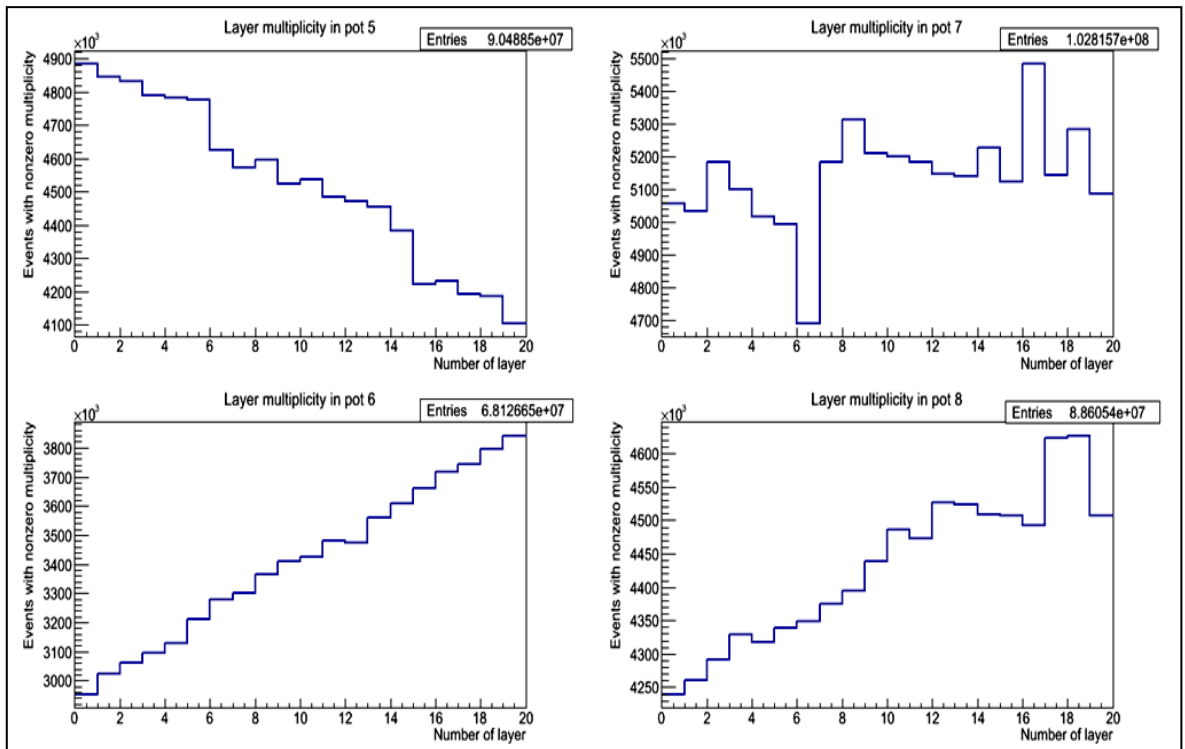 Layer multiplicity in pot 5
Entries 9.04885e+07
×10³
Events with nonzero multiplicity
4900
4800
4700
4600
4500
4400
4300
4200
4100
0 2 4 6 8 10 12 14 16 18 20
Number of layer
Layer multiplicity in pot 7
Entries 1.028157e+08
×10³
Events with nonzero multiplicity
5500
5400
5300
5200
5100
5000
4900
4800
4700
0 2 4 6 8 10 12 14 16 18 20
Number of layer
Layer multiplicity in pot 6
Entries 6.812665e+07
×10³
Events with nonzero multiplicity
3800
3700
3600
3500
3400
3300
3200
3100
3000
0 2 4 6 8 10 12 14 16 18 20
Number of layer
Layer multiplicity in pot 8
Entries 8.86054e+07
×10³
Events with nonzero multiplicity
4600
4550
4500
4450
4400
4350
4300
4250
0 2 4 6 8 10 12 14 16 18 20
Number of layer